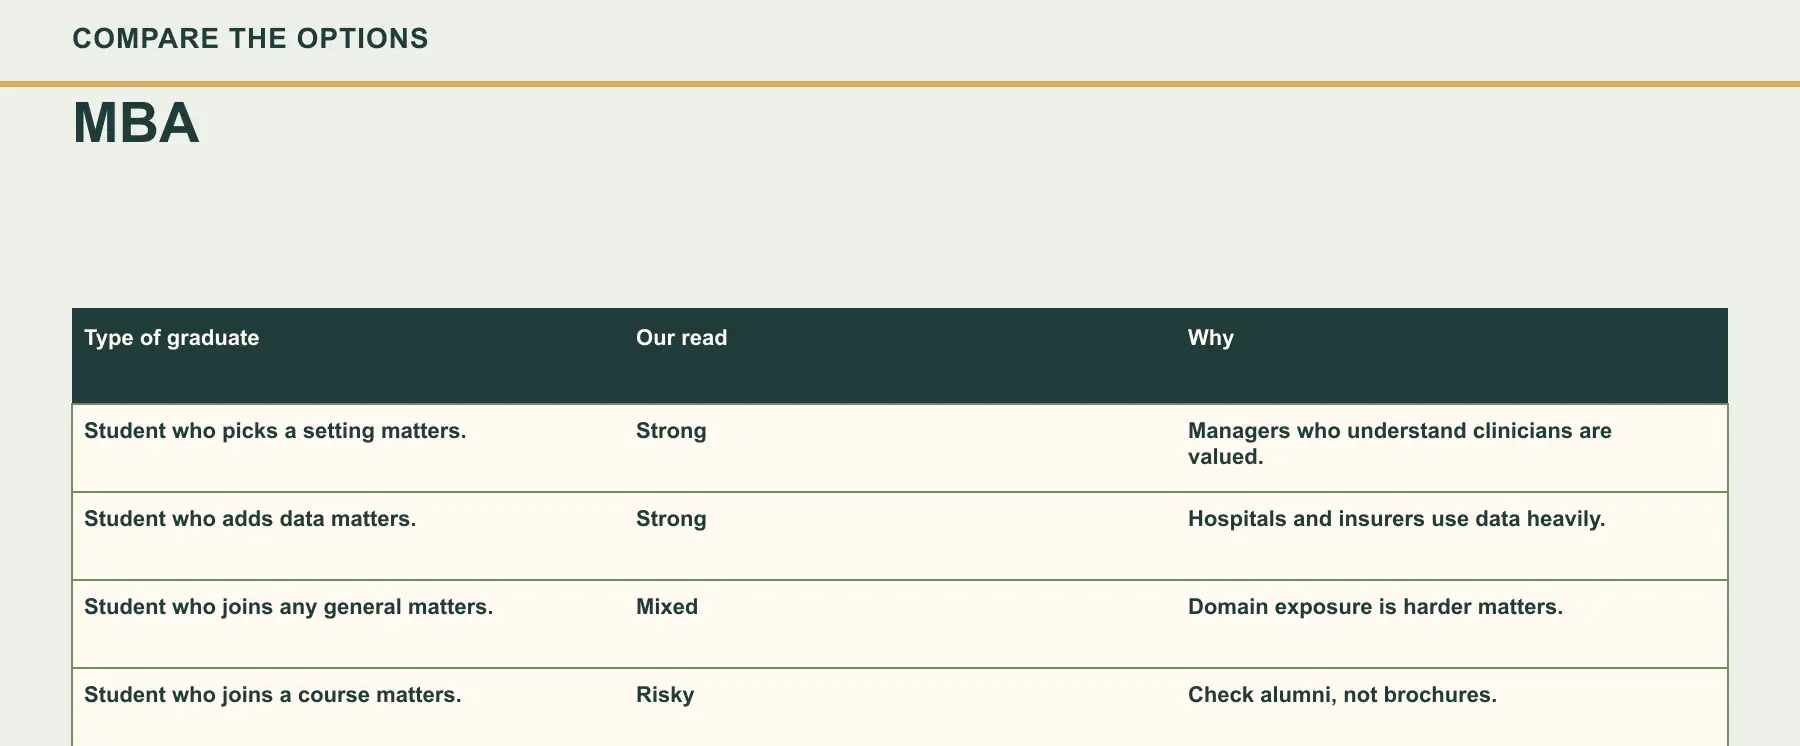 COMPARE THE OPTIONS
MBA
Type of graduate Our read Why
Student who picks a setting matters. Strong Managers who understand clinicians are
valued.
Student who adds data matters. Strong Hospitals and insurers use data heavily.
Student who joins any general matters. Mixed Domain exposure is harder matters.
Student who joins a course matters. Risky Check alumni, not brochures.